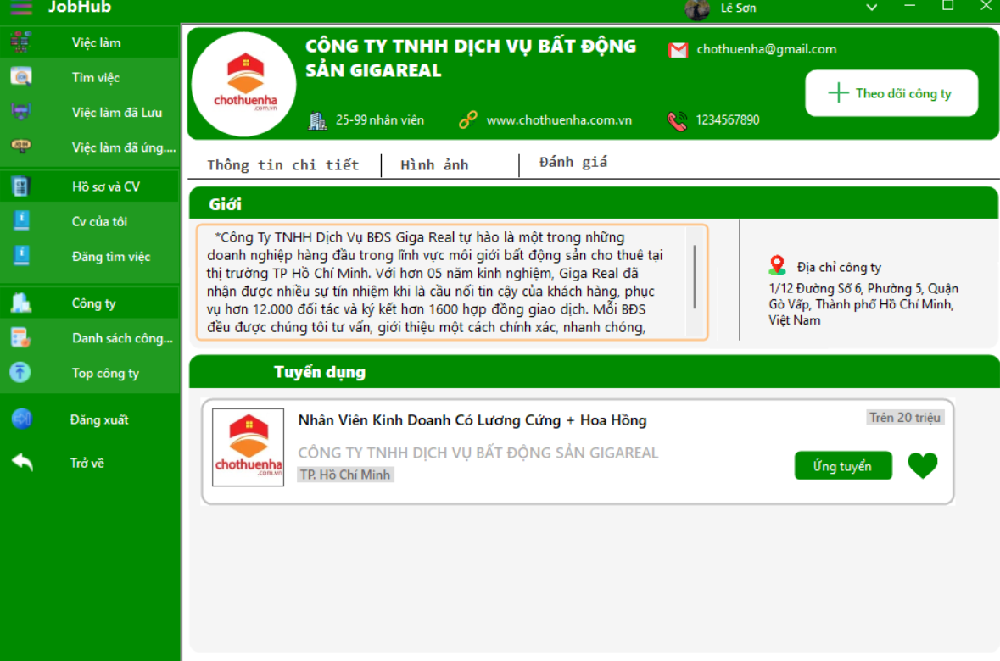 JobHub
Lê Sơn
Việc làm
Tìm việc
Việc làm đã Lưu
Việc làm đã ứng....
Hồ sơ và CV
Cv của tôi
Đăng tìm việc
Công ty
Danh sách công...
Top công ty
Đăng xuất
Trở về
chothuenha
.com.vn
CÔNG TY TNHH DỊCH VỤ BẤT ĐỘNG
SẢN GIGAREAL
chothuenha@gmail.com
Theo dõi công ty
25-99 nhân viên
www.chothuenha.com.vn
1234567890
Thông tin chi tiết
Hình ảnh
Đánh giá
Giới
*Công Ty TNHH Dịch Vụ BĐS Giga Real tự hào là một trong những
doanh nghiệp hàng đầu trong lĩnh vực môi giới bất động sản cho thuê tại
thị trường TP Hồ Chí Minh. Với hơn 05 năm kinh nghiệm, Giga Real đã
nhận được nhiều sự tín nhiệm khi là cầu nối tin cậy của khách hàng, phục
vụ hơn 12.000 đối tác và ký kết hơn 1600 hợp đồng giao dịch. Mỗi BĐS
đều được chúng tôi tư vấn, giới thiệu một cách chính xác, nhanh chóng,
Địa chỉ công ty
1/12 Đường Số 6, Phường 5, Quận
Gò Vấp, Thành phố Hồ Chí Minh,
Việt Nam
Tuyển dụng
chothuenha
.com.vn
Nhân Viên Kinh Doanh Có Lương Cứng + Hoa Hồng
Trên 20 triệu
CÔNG TY TNHH DỊCH VỤ BẤT ĐỘNG SẢN GIGAREAL
TP. Hồ Chí Minh
Ứng tuyển